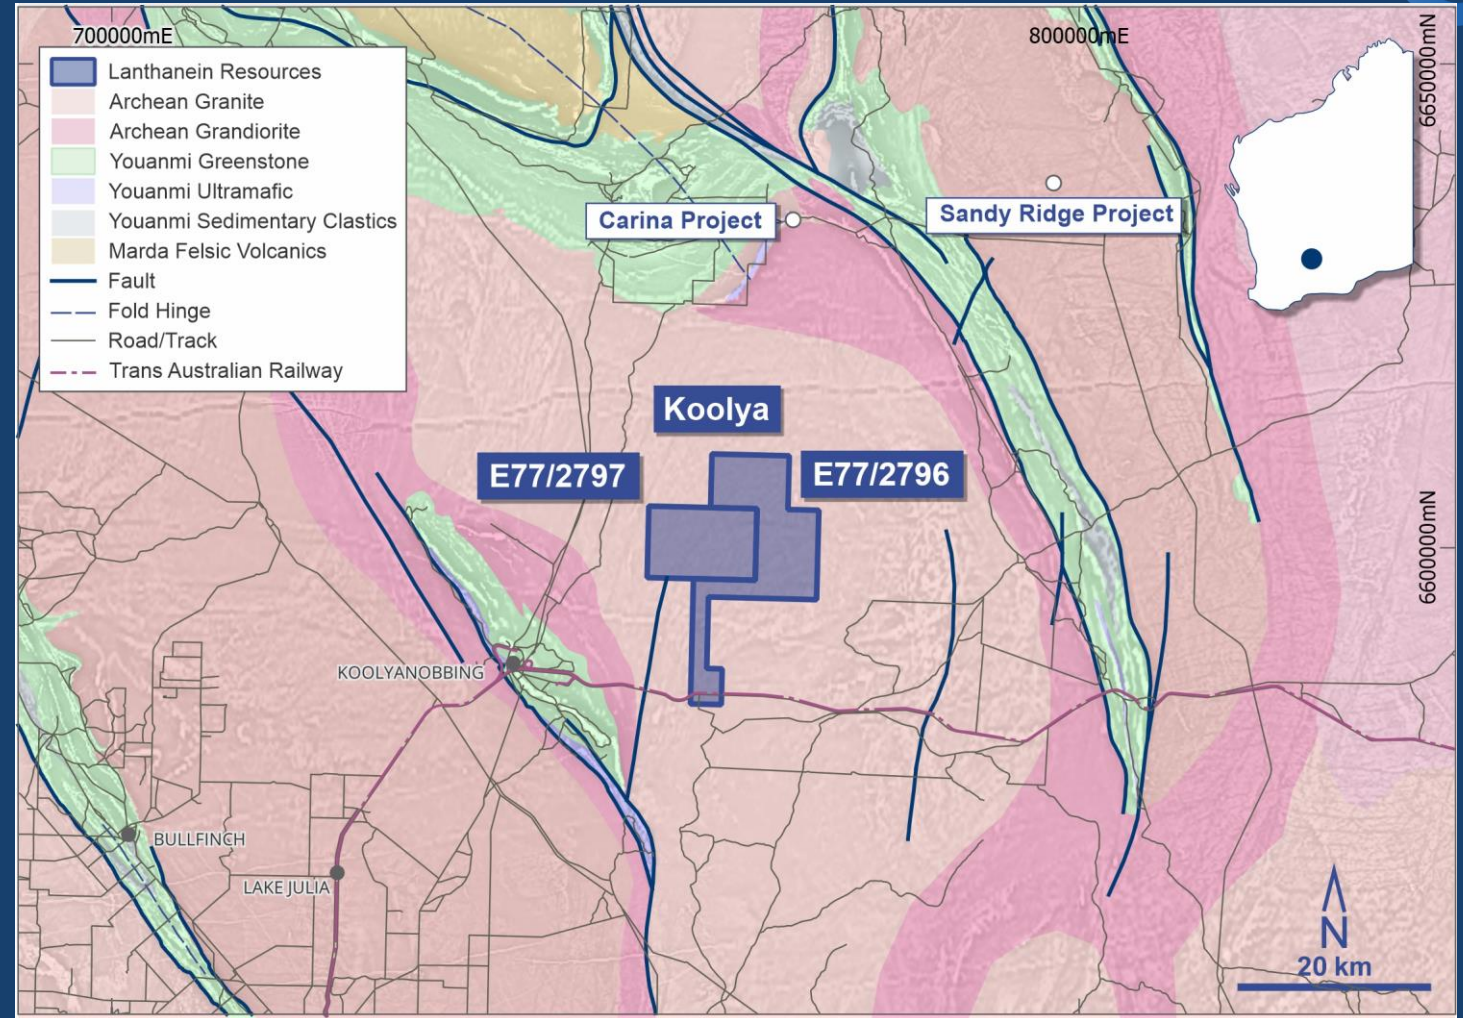 700000mE
800000mE
6650000mN
Lanthanein Resources
Archean Granite
Archean Grandiorite
Youanmi Greenstone
Youanmi Ultramafic
Youanmi Sedimentary Clastics
Marda Felsic Volcanics
Fault
Fold Hinge
Road/Track
Trans Australian Railway
Carina Project
Sandy Ridge Project
Koolya
E77/2797
E77/2796
6600000mN
KOOLYANOBBING
BULLFINCH
LAKE JULIA
N
20 km